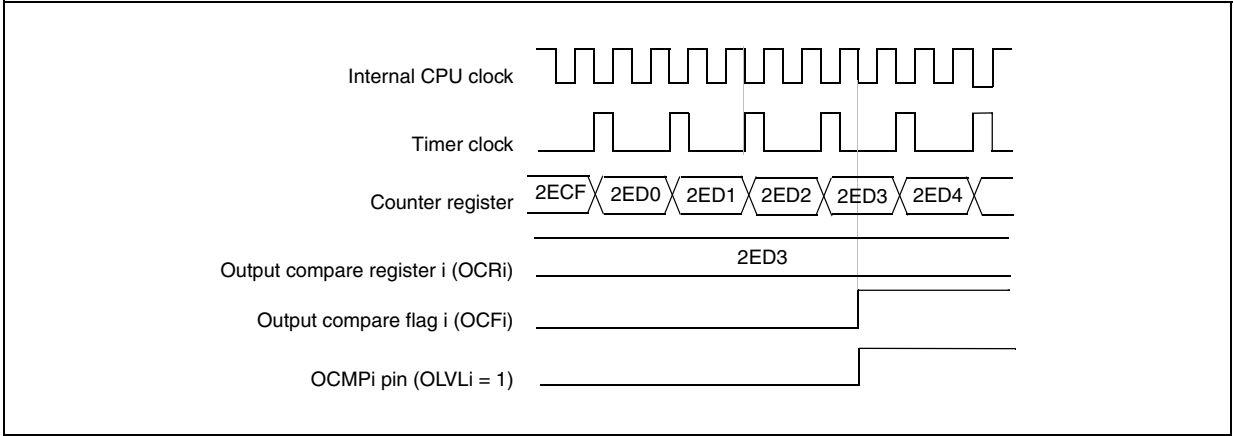 Internal CPU clock
Timer clock
Counter register
2ECF 2ED0 2ED1 2ED2 2ED3 2ED4
Output compare register i (OCRi)
2ED3
Output compare flag i (OCFi)
OCMPi pin (OLVLi = 1)